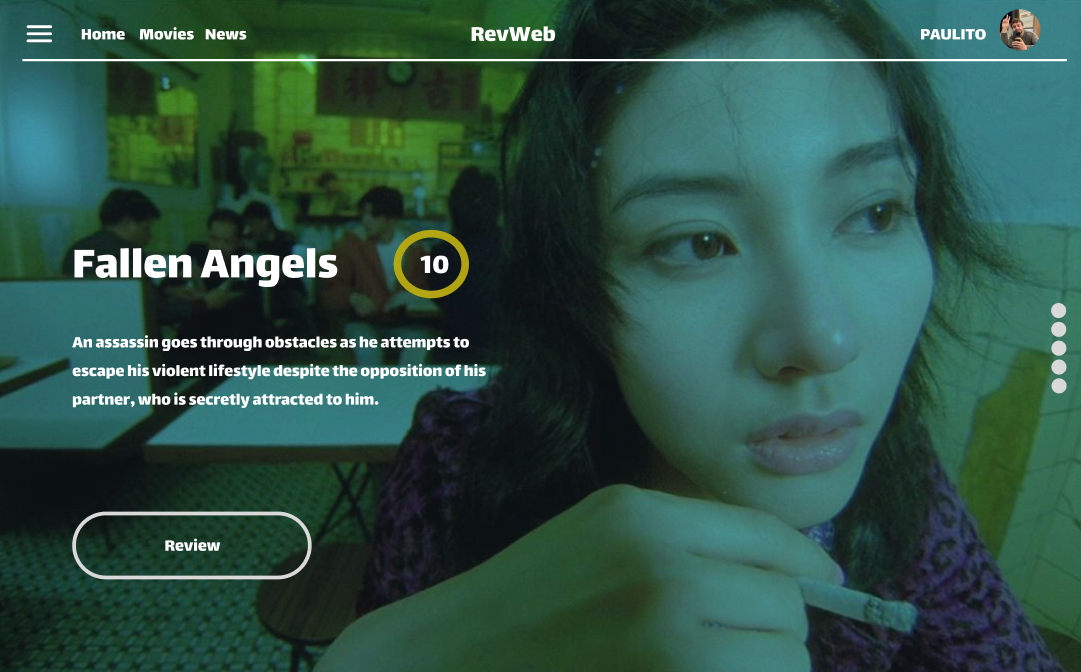 Home Movies News RevWeb PAULITO
Fallen Angels 10
An assassin goes through obstacles as he attempts to
escape his violent lifestyle despite the opposition of his
partner, who is secretly attracted to him.
Review